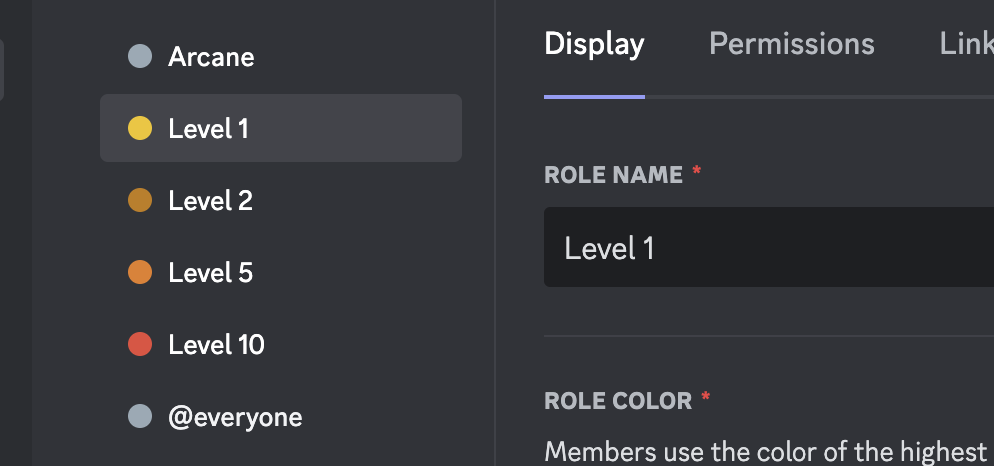 Arcane
Level 1
Level 2
Level 5
Level 10
@everyone
Display Permissions Link
ROLE NAME *
Level 1
ROLE COLOR *
Members use the color of the highest